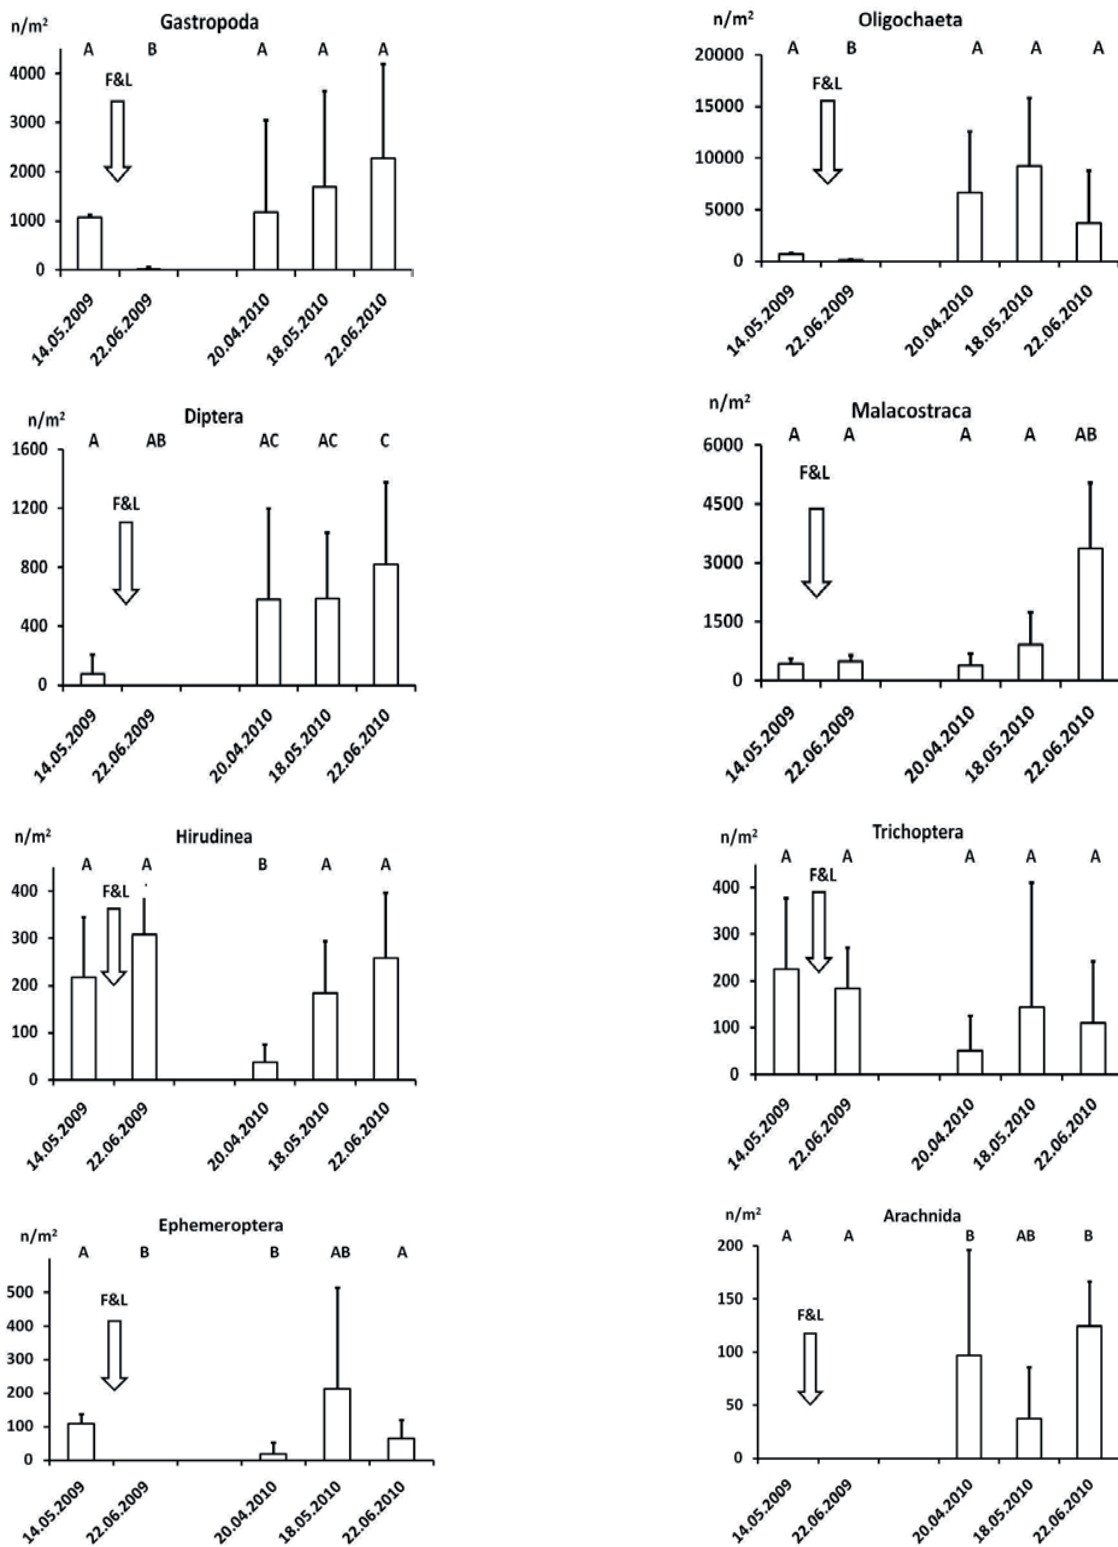 Gastropoda
n/m²
A B A A A
F&L
4000
3000
2000
1000
0
14.05.2009
22.06.2009
20.04.2010
18.05.2010
22.06.2010
Oligochaeta
n/m²
A B A A A
F&L
20000
15000
10000
5000
0
14.05.2009
22.06.2009
20.04.2010
18.05.2010
22.06.2010
Diptera
n/m²
A AB AC AC C
F&L
1600
1200
800
400
0
14.05.2009
22.06.2009
20.04.2010
18.05.2010
22.06.2010
Malacostraca
n/m²
A A A A AB
F&L
6000
4500
3000
1500
0
14.05.2009
22.06.2009
20.04.2010
18.05.2010
22.06.2010
Hirudinea
n/m²
A A B A A
F&L
400
300
200
100
0
14.05.2009
22.06.2009
20.04.2010
18.05.2010
22.06.2010
Trichoptera
n/m²
A A A A A
F&L
400
300
200
100
0
14.05.2009
22.06.2009
20.04.2010
18.05.2010
22.06.2010
Ephemeroptera
n/m²
A B B AB A
F&L
500
400
300
200
100
0
14.05.2009
22.06.2009
20.04.2010
18.05.2010
22.06.2010
Arachnida
n/m²
A A B AB B
F&L
200
150
100
50
0
14.05.2009
22.06.2009
20.04.2010
18.05.2010
22.06.2010